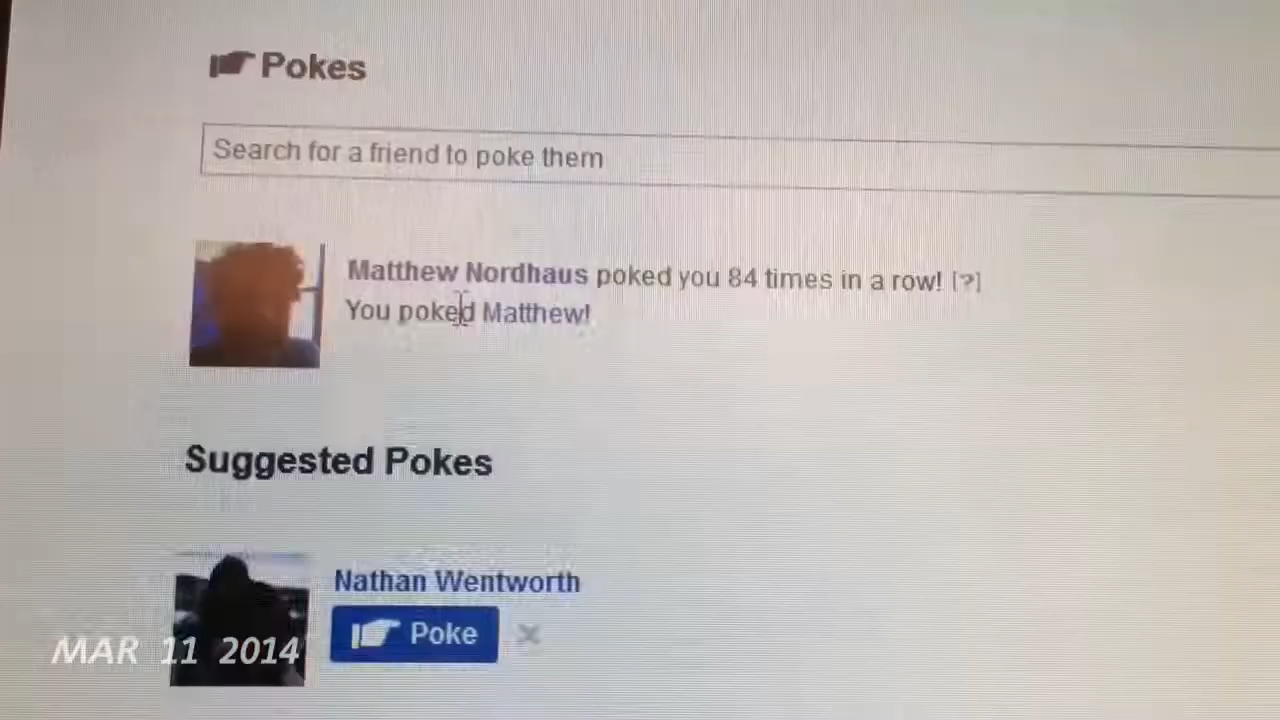 Pokes
Search for a friend to poke them
Matthew Nordhaus poked you 84 times in a row! [?]
You poked Matthew!
Suggested Pokes
Nathan Wentworth
Poke
MAR 11 2014